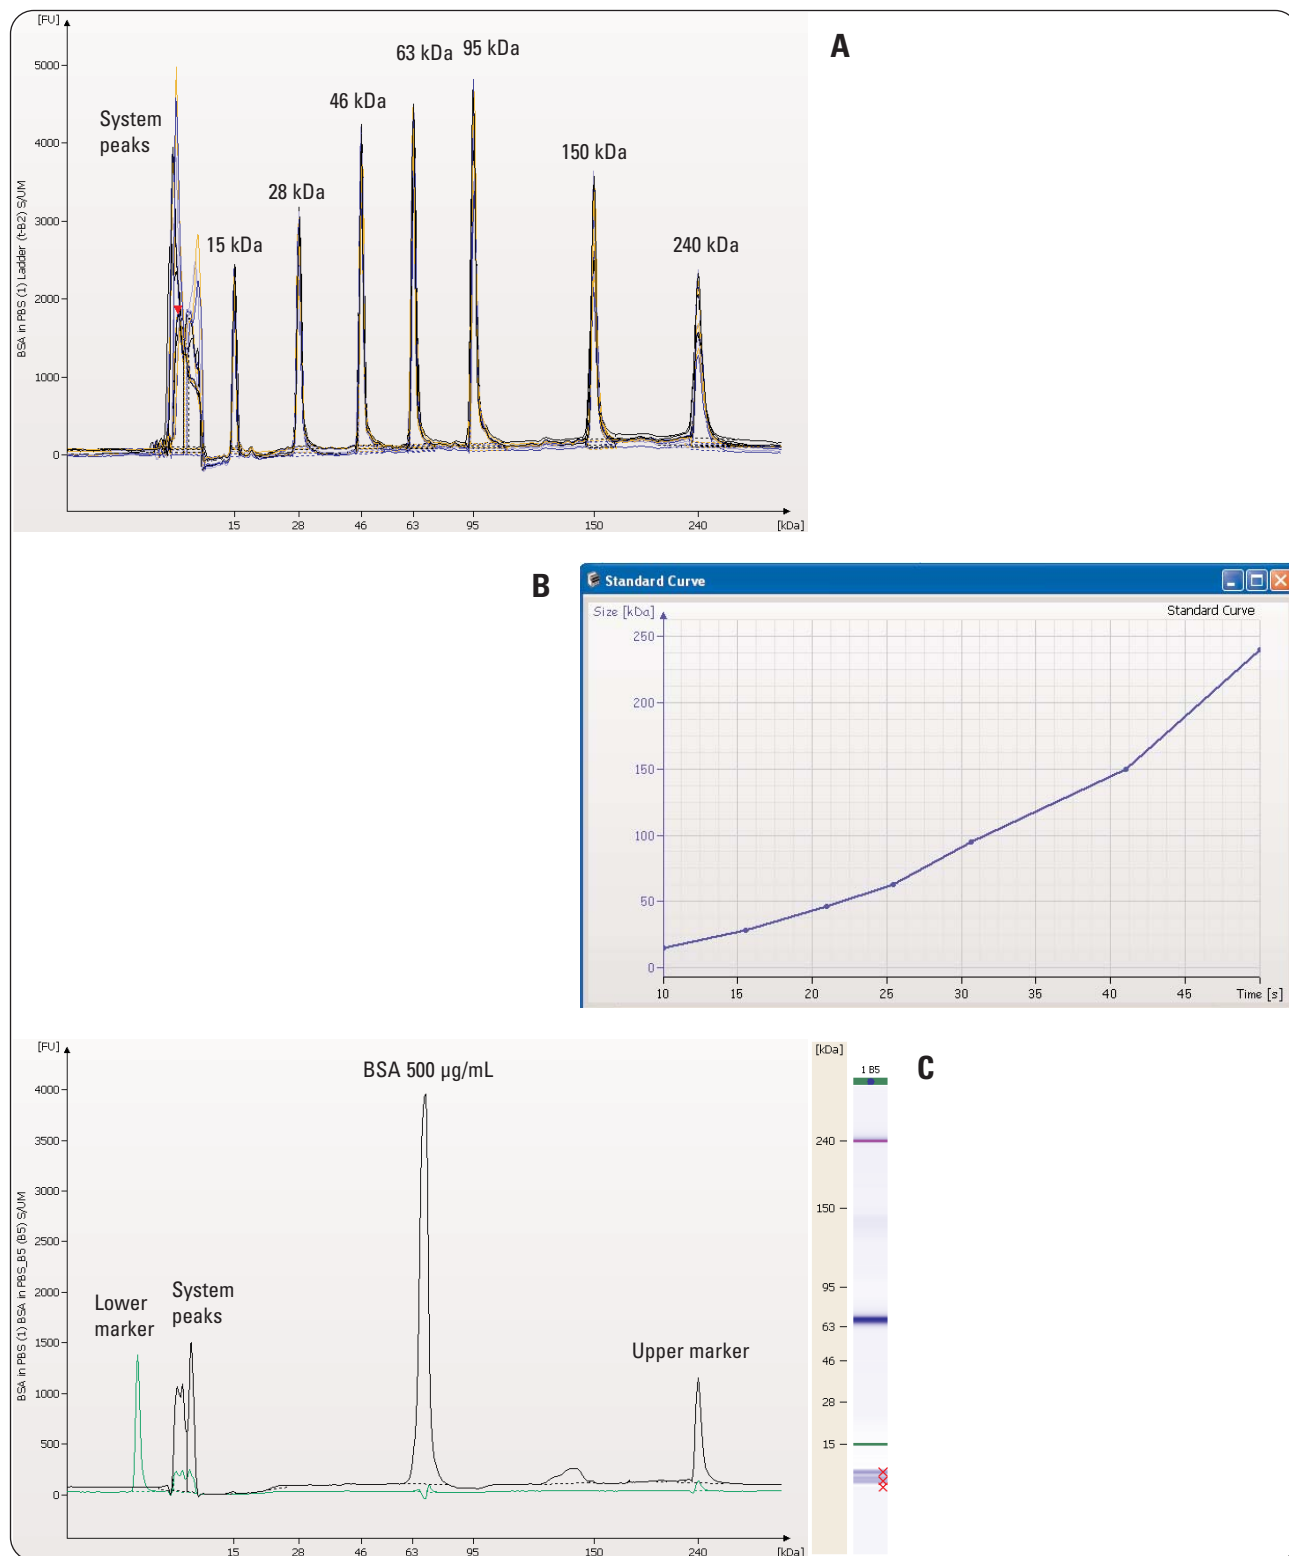 [FU]
A
5000
4000
3000
2000
1000
0
BSA in PBS (1) Ladder (t-B2) S/UM
System
peaks
15 kDa
28 kDa
46 kDa
63 kDa
95 kDa
150 kDa
240 kDa
15 28 46 63 95 150 240 [kDa]
B
Standard Curve
Size [kDa]
Standard Curve
250
200
150
100
50
0
10 15 20 25 30 35 40 45 Time [s]
[FU]
BSA 500 µg/mL
4000
3500
3000
2500
2000
1500
1000
500
0
BSA in PBS (1) BSA in PBS_B5 (B5) S/UM
Lower
marker
System
peaks
Upper marker
15 28 46 63 95 150 240 [kDa]
C
[kDa]
1 B5
240
150
95
63
46
28
15